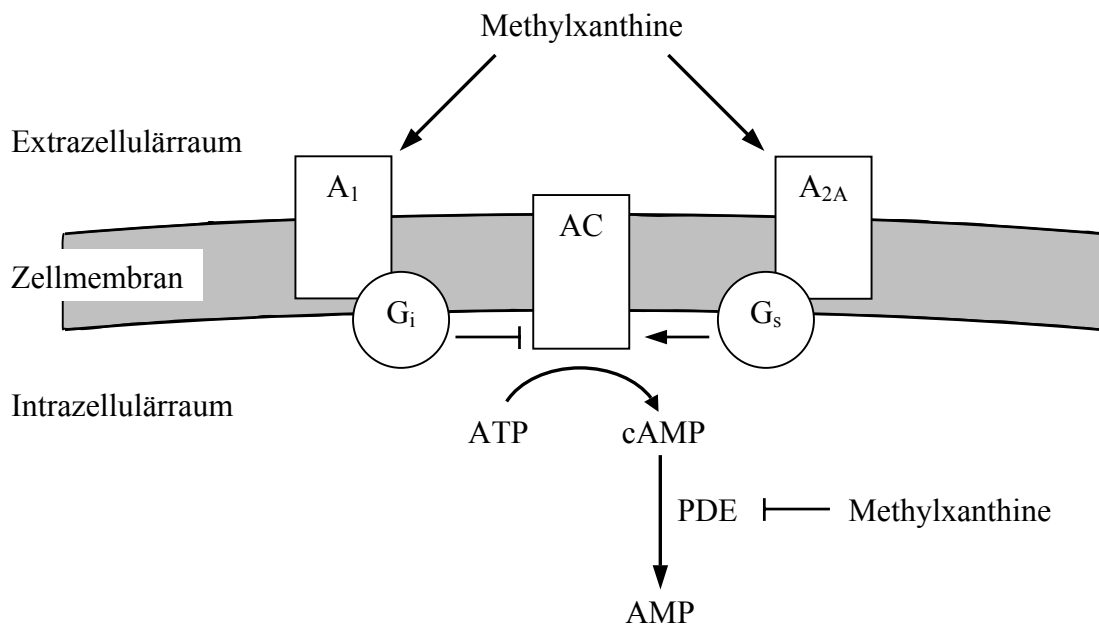 Methylxanthine
Extrazellulärraum
A₁
A₂A
AC
Zellmembran
Gᵢ
Gₛ
Intrazellulärraum
ATP
cAMP
PDE
Methylxanthine
AMP